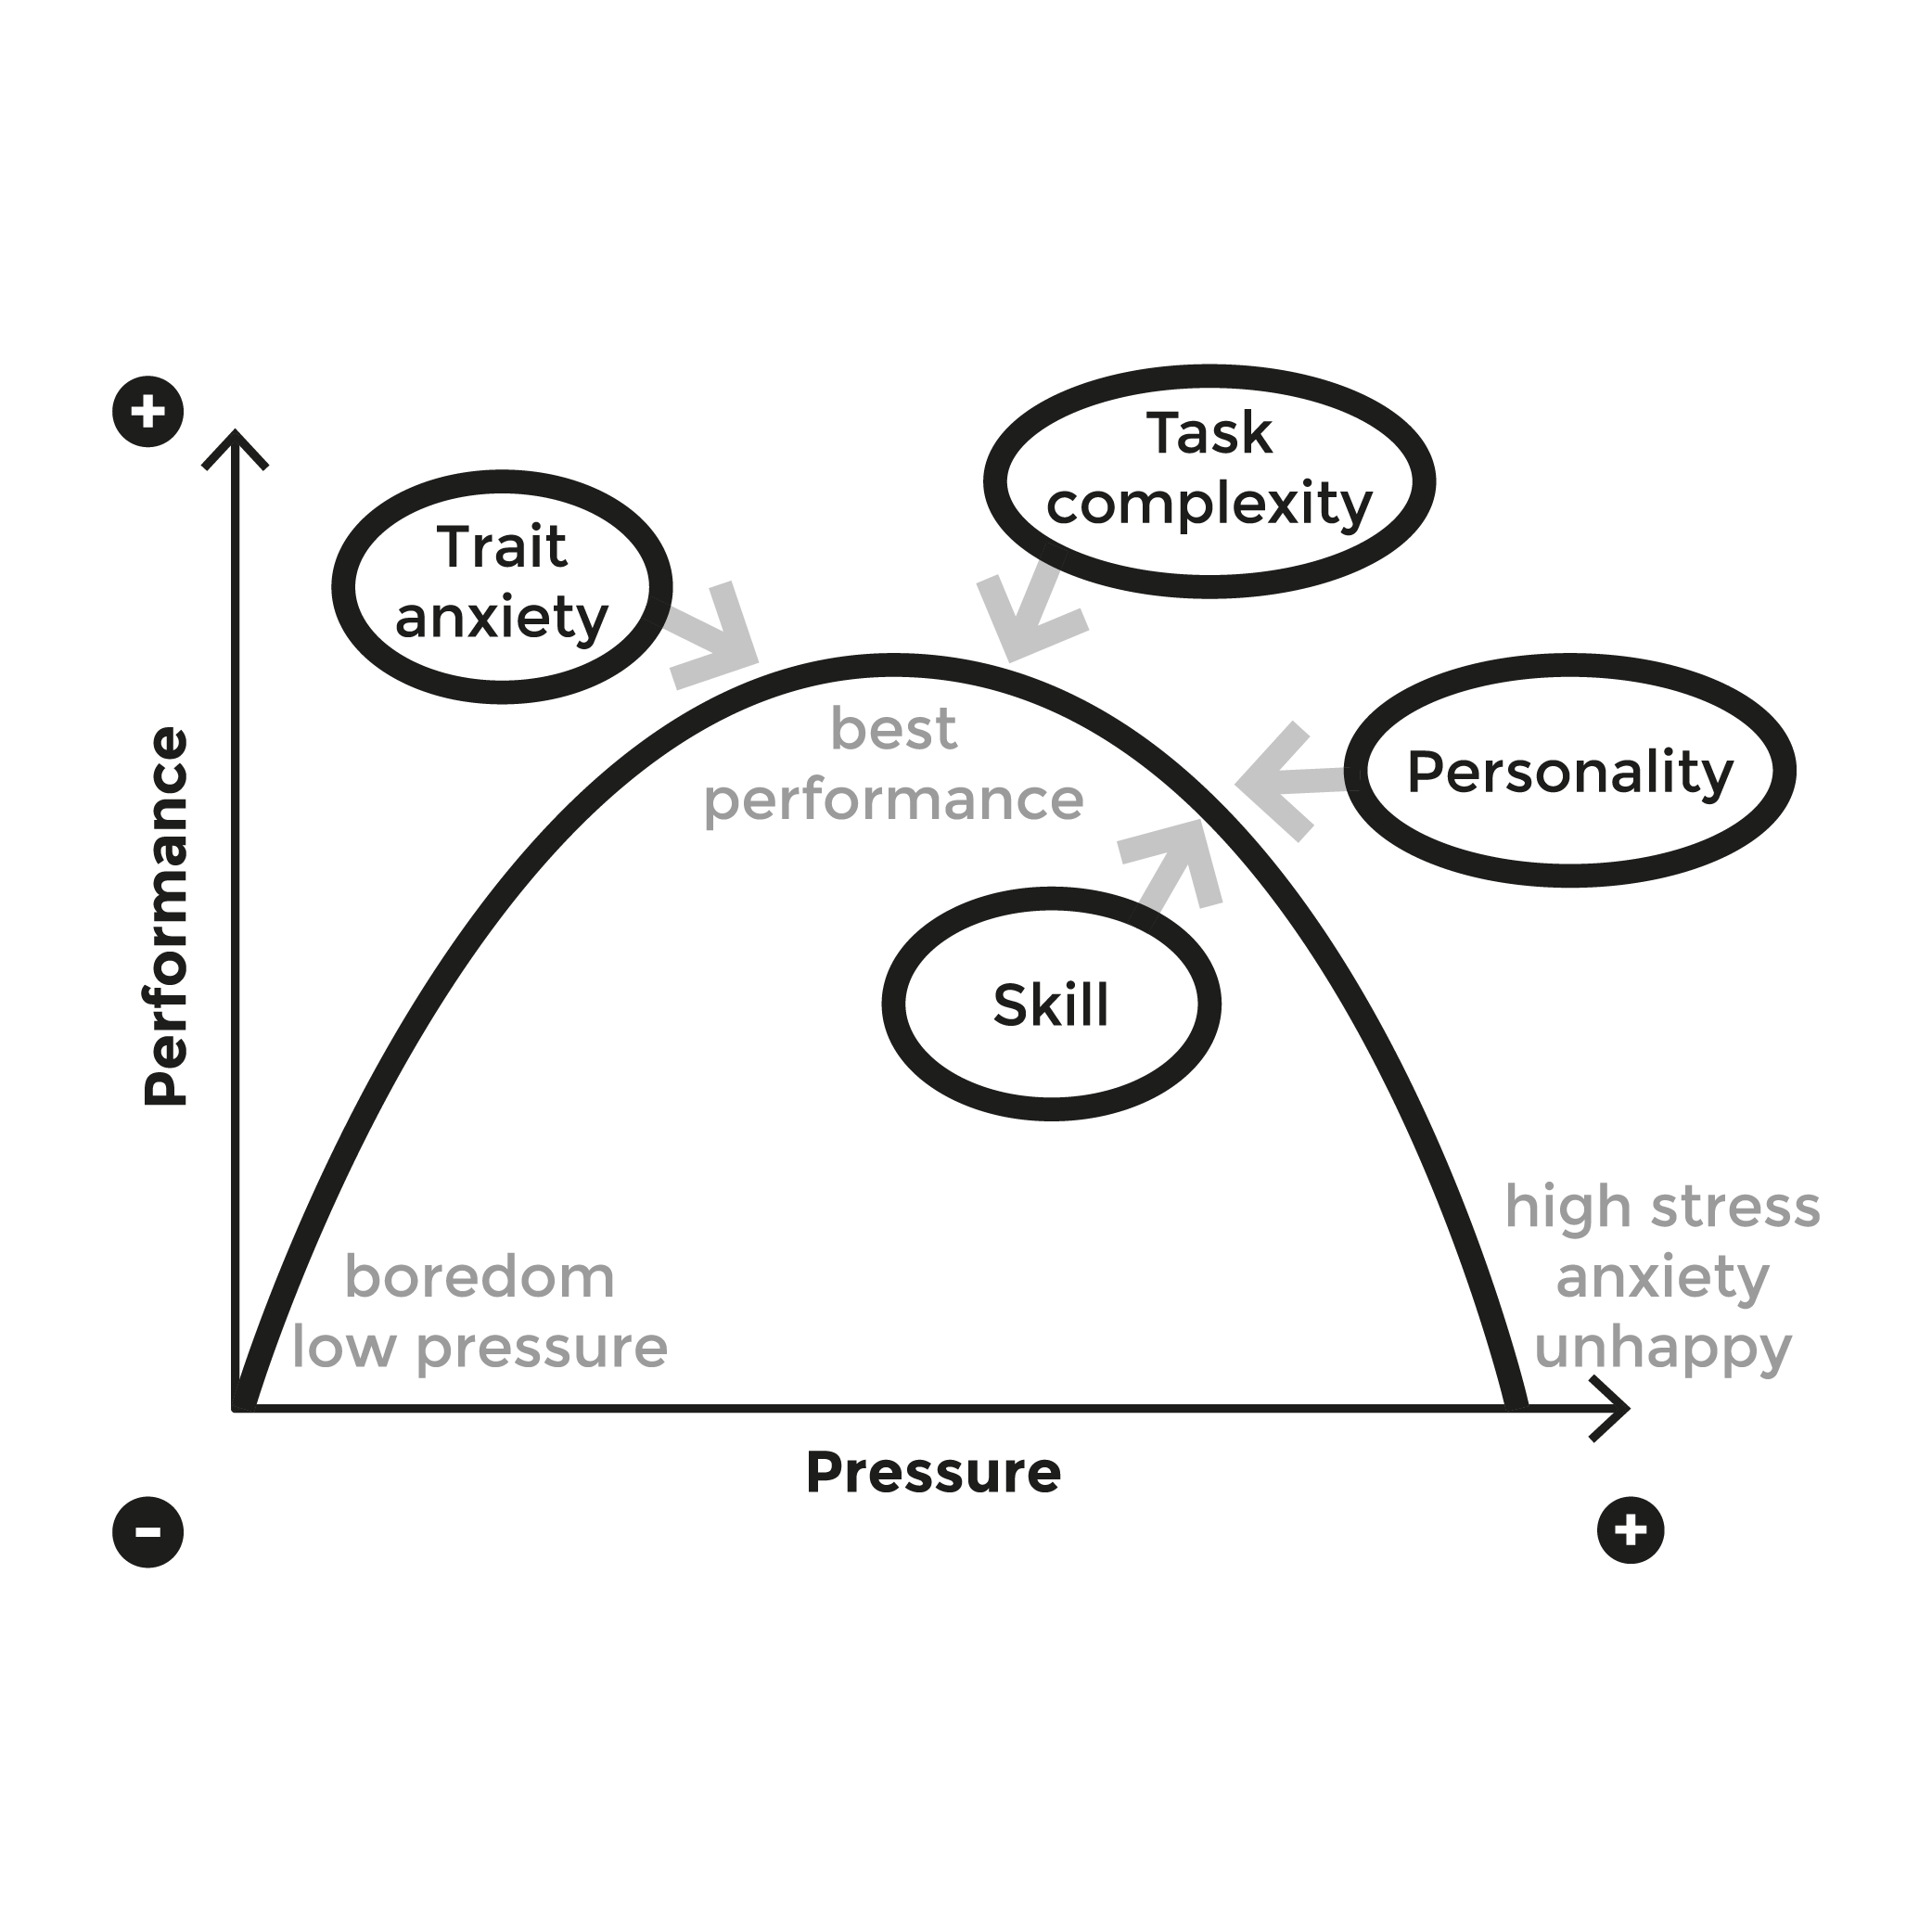 +
Task
complexity
Trait
anxiety
best
performance
Personality
Performance
Skill
high stress
anxiety
unhappy
boredom
low pressure
Pressure
-
+